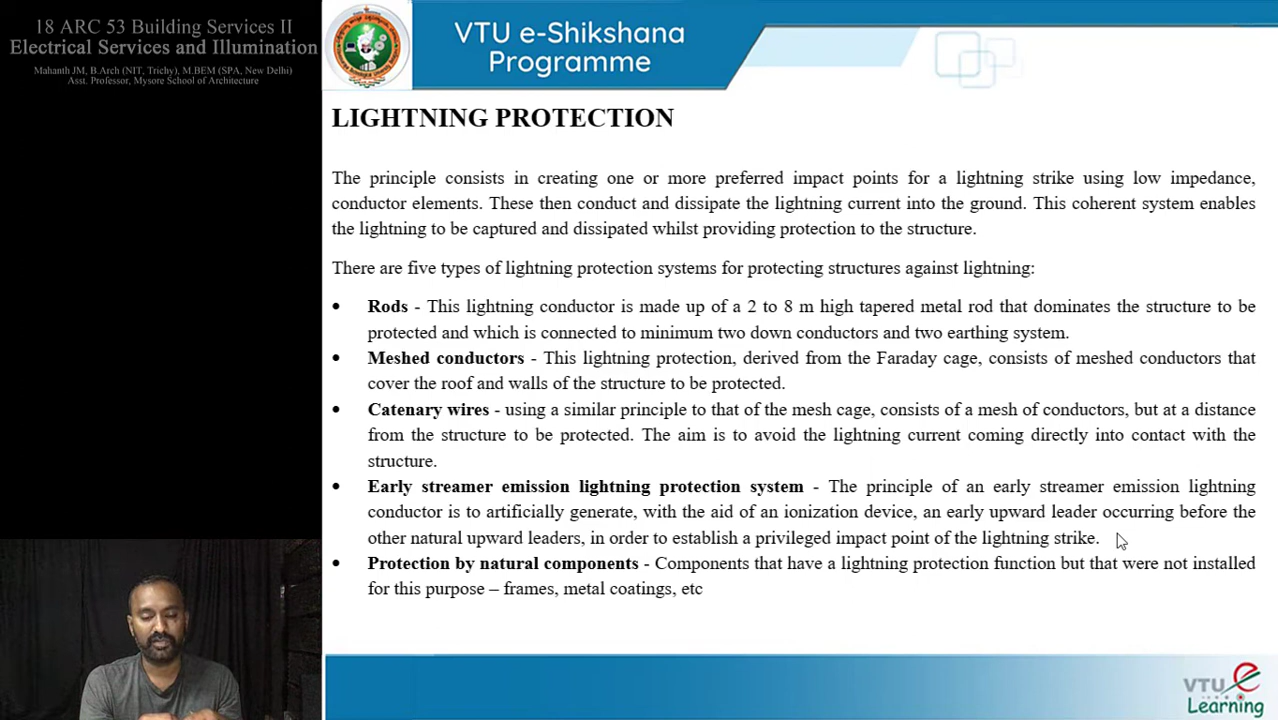 18 ARC 53 Building Services II
Electrical Services and Illumination
Mahanth JM, B.Arch (NIT, Trichy), M.BEM (SPA, New Delhi)
Asst. Professor, Mysore School of Architecture
VTU e-Shikshana
Programme
LIGHTNING PROTECTION
The principle consists in creating one or more preferred impact points for a lightning strike using low impedance,
conductor elements. These then conduct and dissipate the lightning current into the ground. This coherent system enables
the lightning to be captured and dissipated whilst providing protection to the structure.
There are five types of lightning protection systems for protecting structures against lightning:
• Rods - This lightning conductor is made up of a 2 to 8 m high tapered metal rod that dominates the structure to be
protected and which is connected to minimum two down conductors and two earthing system.
• Meshed conductors - This lightning protection, derived from the Faraday cage, consists of meshed conductors that
cover the roof and walls of the structure to be protected.
• Catenary wires - using a similar principle to that of the mesh cage, consists of a mesh of conductors, but at a distance
from the structure to be protected. The aim is to avoid the lightning current coming directly into contact with the
structure.
• Early streamer emission lightning protection system - The principle of an early streamer emission lightning
conductor is to artificially generate, with the aid of an ionization device, an early upward leader occurring before the
other natural upward leaders, in order to establish a privileged impact point of the lightning strike.
• Protection by natural components - Components that have a lightning protection function but that were not installed
for this purpose – frames, metal coatings, etc
VTU
Learning